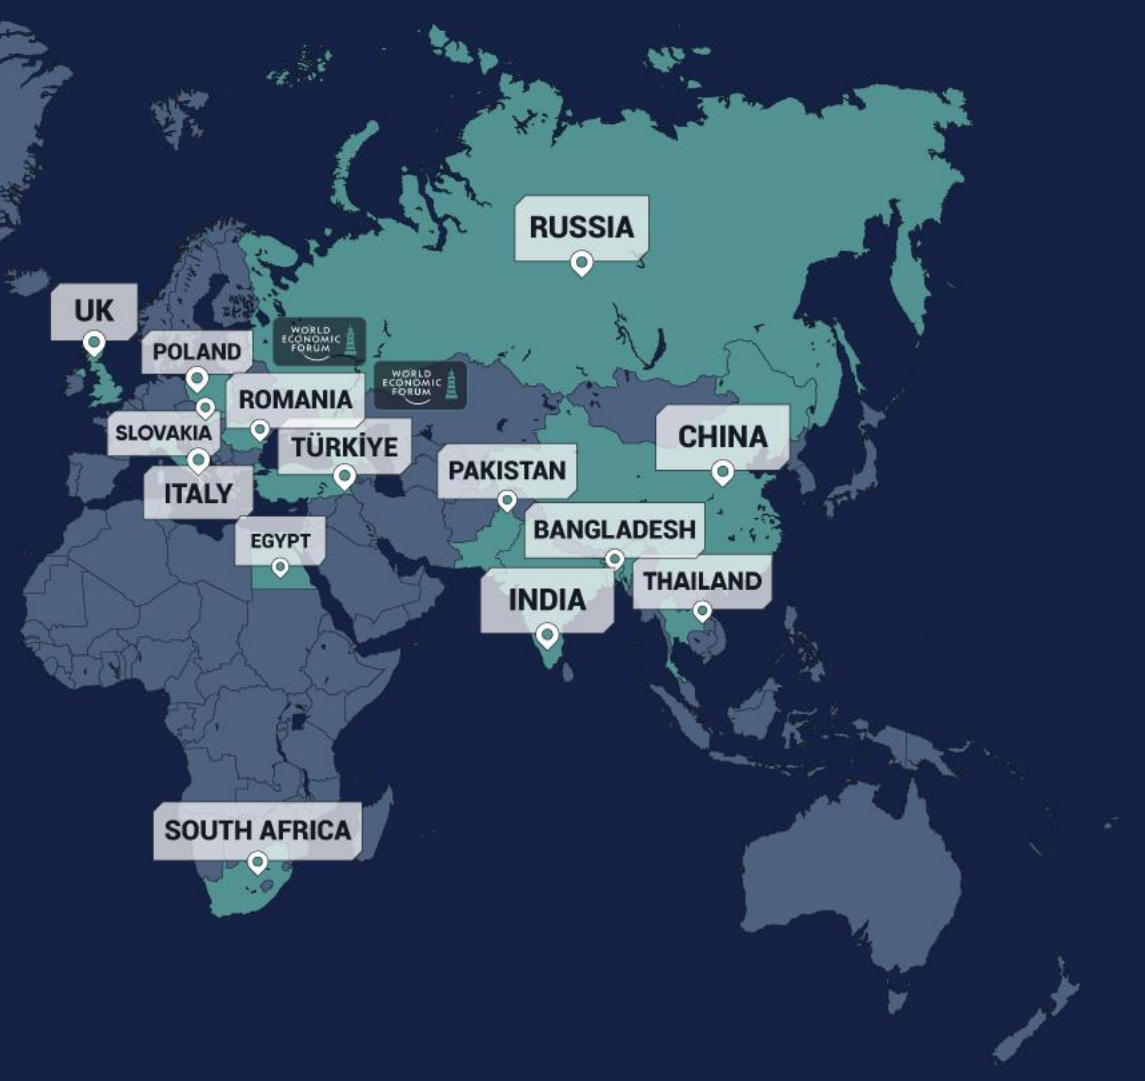 RUSSIA
UK
WORLD
ECONOMIC
FORUM
POLAND
WORLD
ECONOMIC
FORUM
ROMANIA
SLOVAKIA
TÜRKİYE
CHINA
PAKISTAN
ITALY
BANGLADESH
EGYPT
THAILAND
INDIA
SOUTH AFRICA